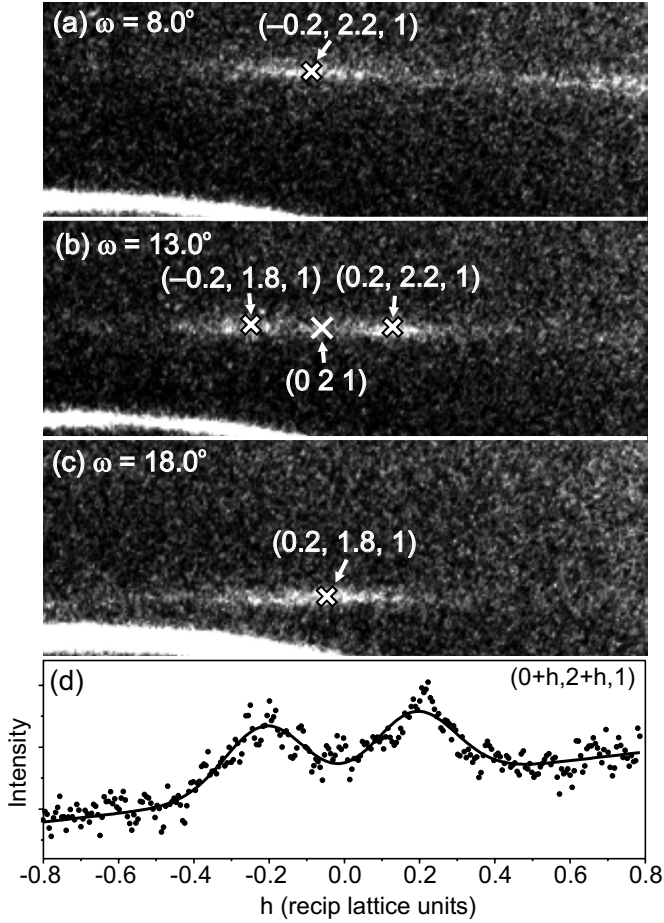 (a) ω = 8.0°
(–0.2, 2.2, 1)
(b) ω = 13.0°
(–0.2, 1.8, 1) (0.2, 2.2, 1)
(0 2 1)
(c) ω = 18.0°
(0.2, 1.8, 1)
(d)
(0+h,2+h,1)
Intensity
-0.8 -0.6 -0.4 -0.2 0.0 0.2 0.4 0.6 0.8
h (recip lattice units)